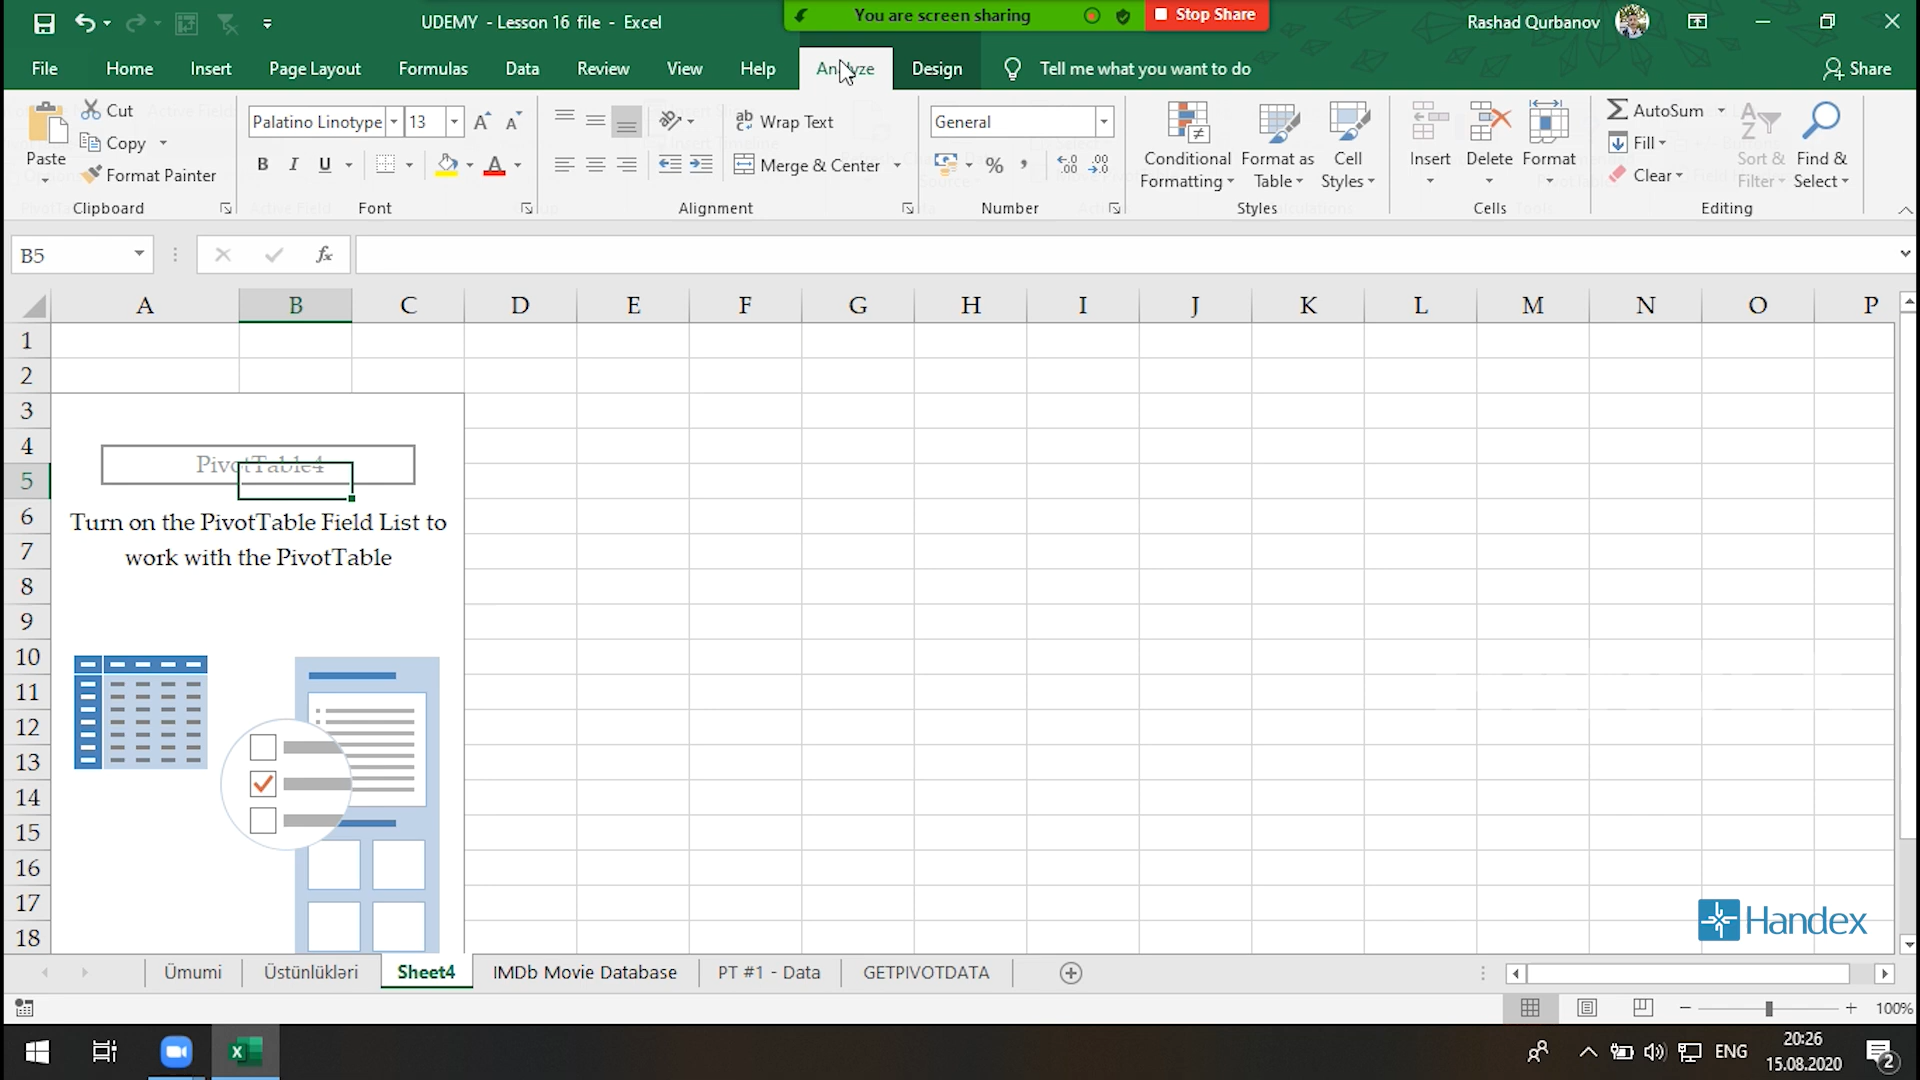 UDEMY - Lesson 16 file - Excel
You are screen sharing
Stop Share
Rashad Qurbanov
File Home Insert Page Layout Formulas Data Review View Help Analyze Design Tell me what you want to do Share
Paste
Cut
Copy
Format Painter
Clipboard
Palatino Linotype 13
B I U
Font
Wrap Text
Merge & Center
Alignment
General
%
Number
Conditional Formatting
Format as Table
Cell Styles
Styles
Insert Delete Format
Cells
AutoSum
Fill
Clear
Sort & Filter
Find & Select
Editing
B5 fx
A B C D E F G H I J K L M N O P
1
2
3
4
5
6
7
8
9
10
11
12
13
14
15
16
17
18
PivotTable4
Turn on the PivotTable Field List to
work with the PivotTable
Handex
Ümumi Üstünlükləri Sheet4 IMDb Movie Database PT #1 - Data GETPIVOTDATA
100%
ENG
20:26
15.08.2020
2